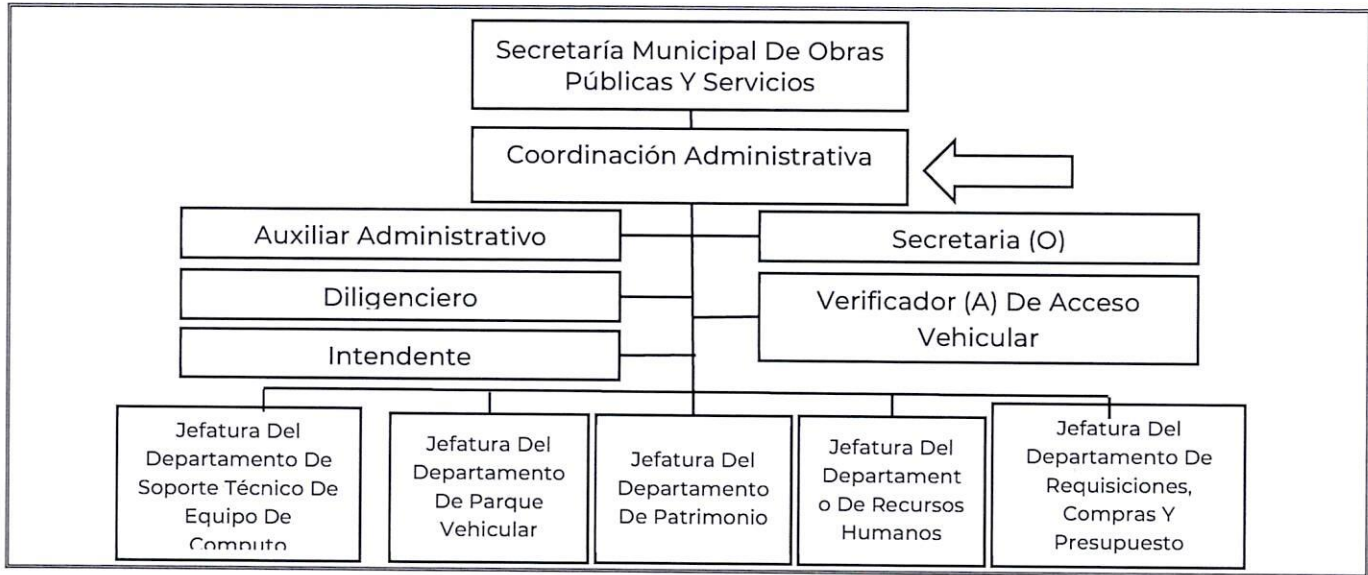 Secretaría Municipal De Obras
Públicas Y Servicios
Coordinación Administrativa
Auxiliar Administrativo
Secretaria (O)
Diligenciero
Verificador (A) De Acceso
Vehicular
Intendente
Jefatura Del
Departamento De
Soporte Técnico De
Equipo De
Computo
Jefatura Del
Departamento
De Parque
Vehicular
Jefatura Del
Departamento
De Patrimonio
Jefatura Del
Departament
o De Recursos
Humanos
Jefatura Del
Departamento De
Requisiciones,
Compras Y
Presupuesto